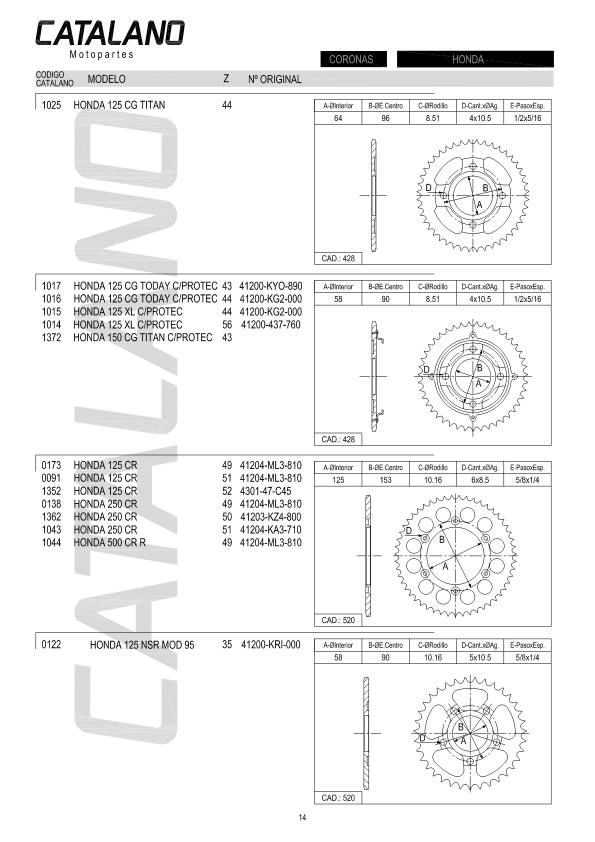 CATALANO
Motopartes
CORONAS HONDA
CODIGO CATALANO MODELO Z Nº ORIGINAL
1025 HONDA 125 CG TITAN 44
A-ØInterior B-ØE.Centro C-ØRodillo D-Cant.xØAg. E-PasoxEsp.
64 96 8.51 4x10.5 1/2x5/16
D B
A
CAD.: 428
1017 HONDA 125 CG TODAY C/PROTEC 43 41200-KYO-890
1016 HONDA 125 CG TODAY C/PROTEC 44 41200-KG2-000
1015 HONDA 125 XL C/PROTEC 44 41200-KG2-000
1014 HONDA 125 XL C/PROTEC 56 41200-437-760
1372 HONDA 150 CG TITAN C/PROTEC 43
A-ØInterior B-ØE.Centro C-ØRodillo D-Cant.xØAg. E-PasoxEsp.
58 90 8.51 4x10.5 1/2x5/16
D B
A
CAD.: 428
0173 HONDA 125 CR 49 41204-ML3-810
0091 HONDA 125 CR 51 41204-ML3-810
1352 HONDA 125 CR 52 4301-47-C45
0138 HONDA 250 CR 49 41204-ML3-810
1362 HONDA 250 CR 50 41203-KZ4-800
1043 HONDA 250 CR 51 41204-KA3-710
1044 HONDA 500 CR R 49 41204-ML3-810
A-ØInterior B-ØE.Centro C-ØRodillo D-Cant.xØAg. E-PasoxEsp.
125 153 10.16 6x8.5 5/8x1/4
D B
A
CAD.: 520
0122 HONDA 125 NSR MOD 95 35 41200-KRI-000
A-ØInterior B-ØE.Centro C-ØRodillo D-Cant.xØAg. E-PasoxEsp.
58 90 10.16 5x10.5 5/8x1/4
B
D A
CAD.: 520
CATALANO
14